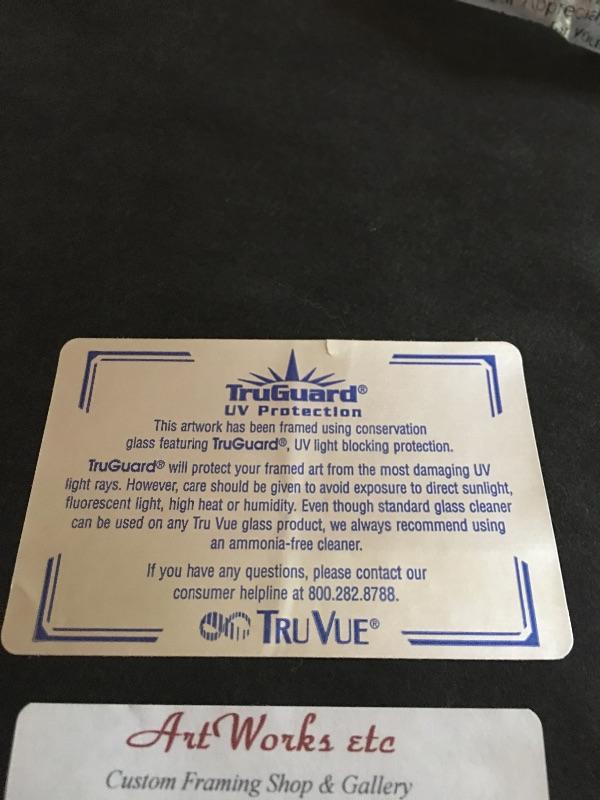 Apprecia
your
TruGuard®
UV Protection
This artwork has been framed using conservation
glass featuring TruGuard®, UV light blocking protection.
TruGuard® will protect your framed art from the most damaging UV
light rays. However, care should be given to avoid exposure to direct sunlight,
fluorescent light, high heat or humidity. Even though standard glass cleaner
can be used on any Tru Vue glass product, we always recommend using
an ammonia-free cleaner.
If you have any questions, please contact our
consumer helpline at 800.282.8788.
TRU VUE®
ArtWorks etc
Custom Framing Shop & Gallery